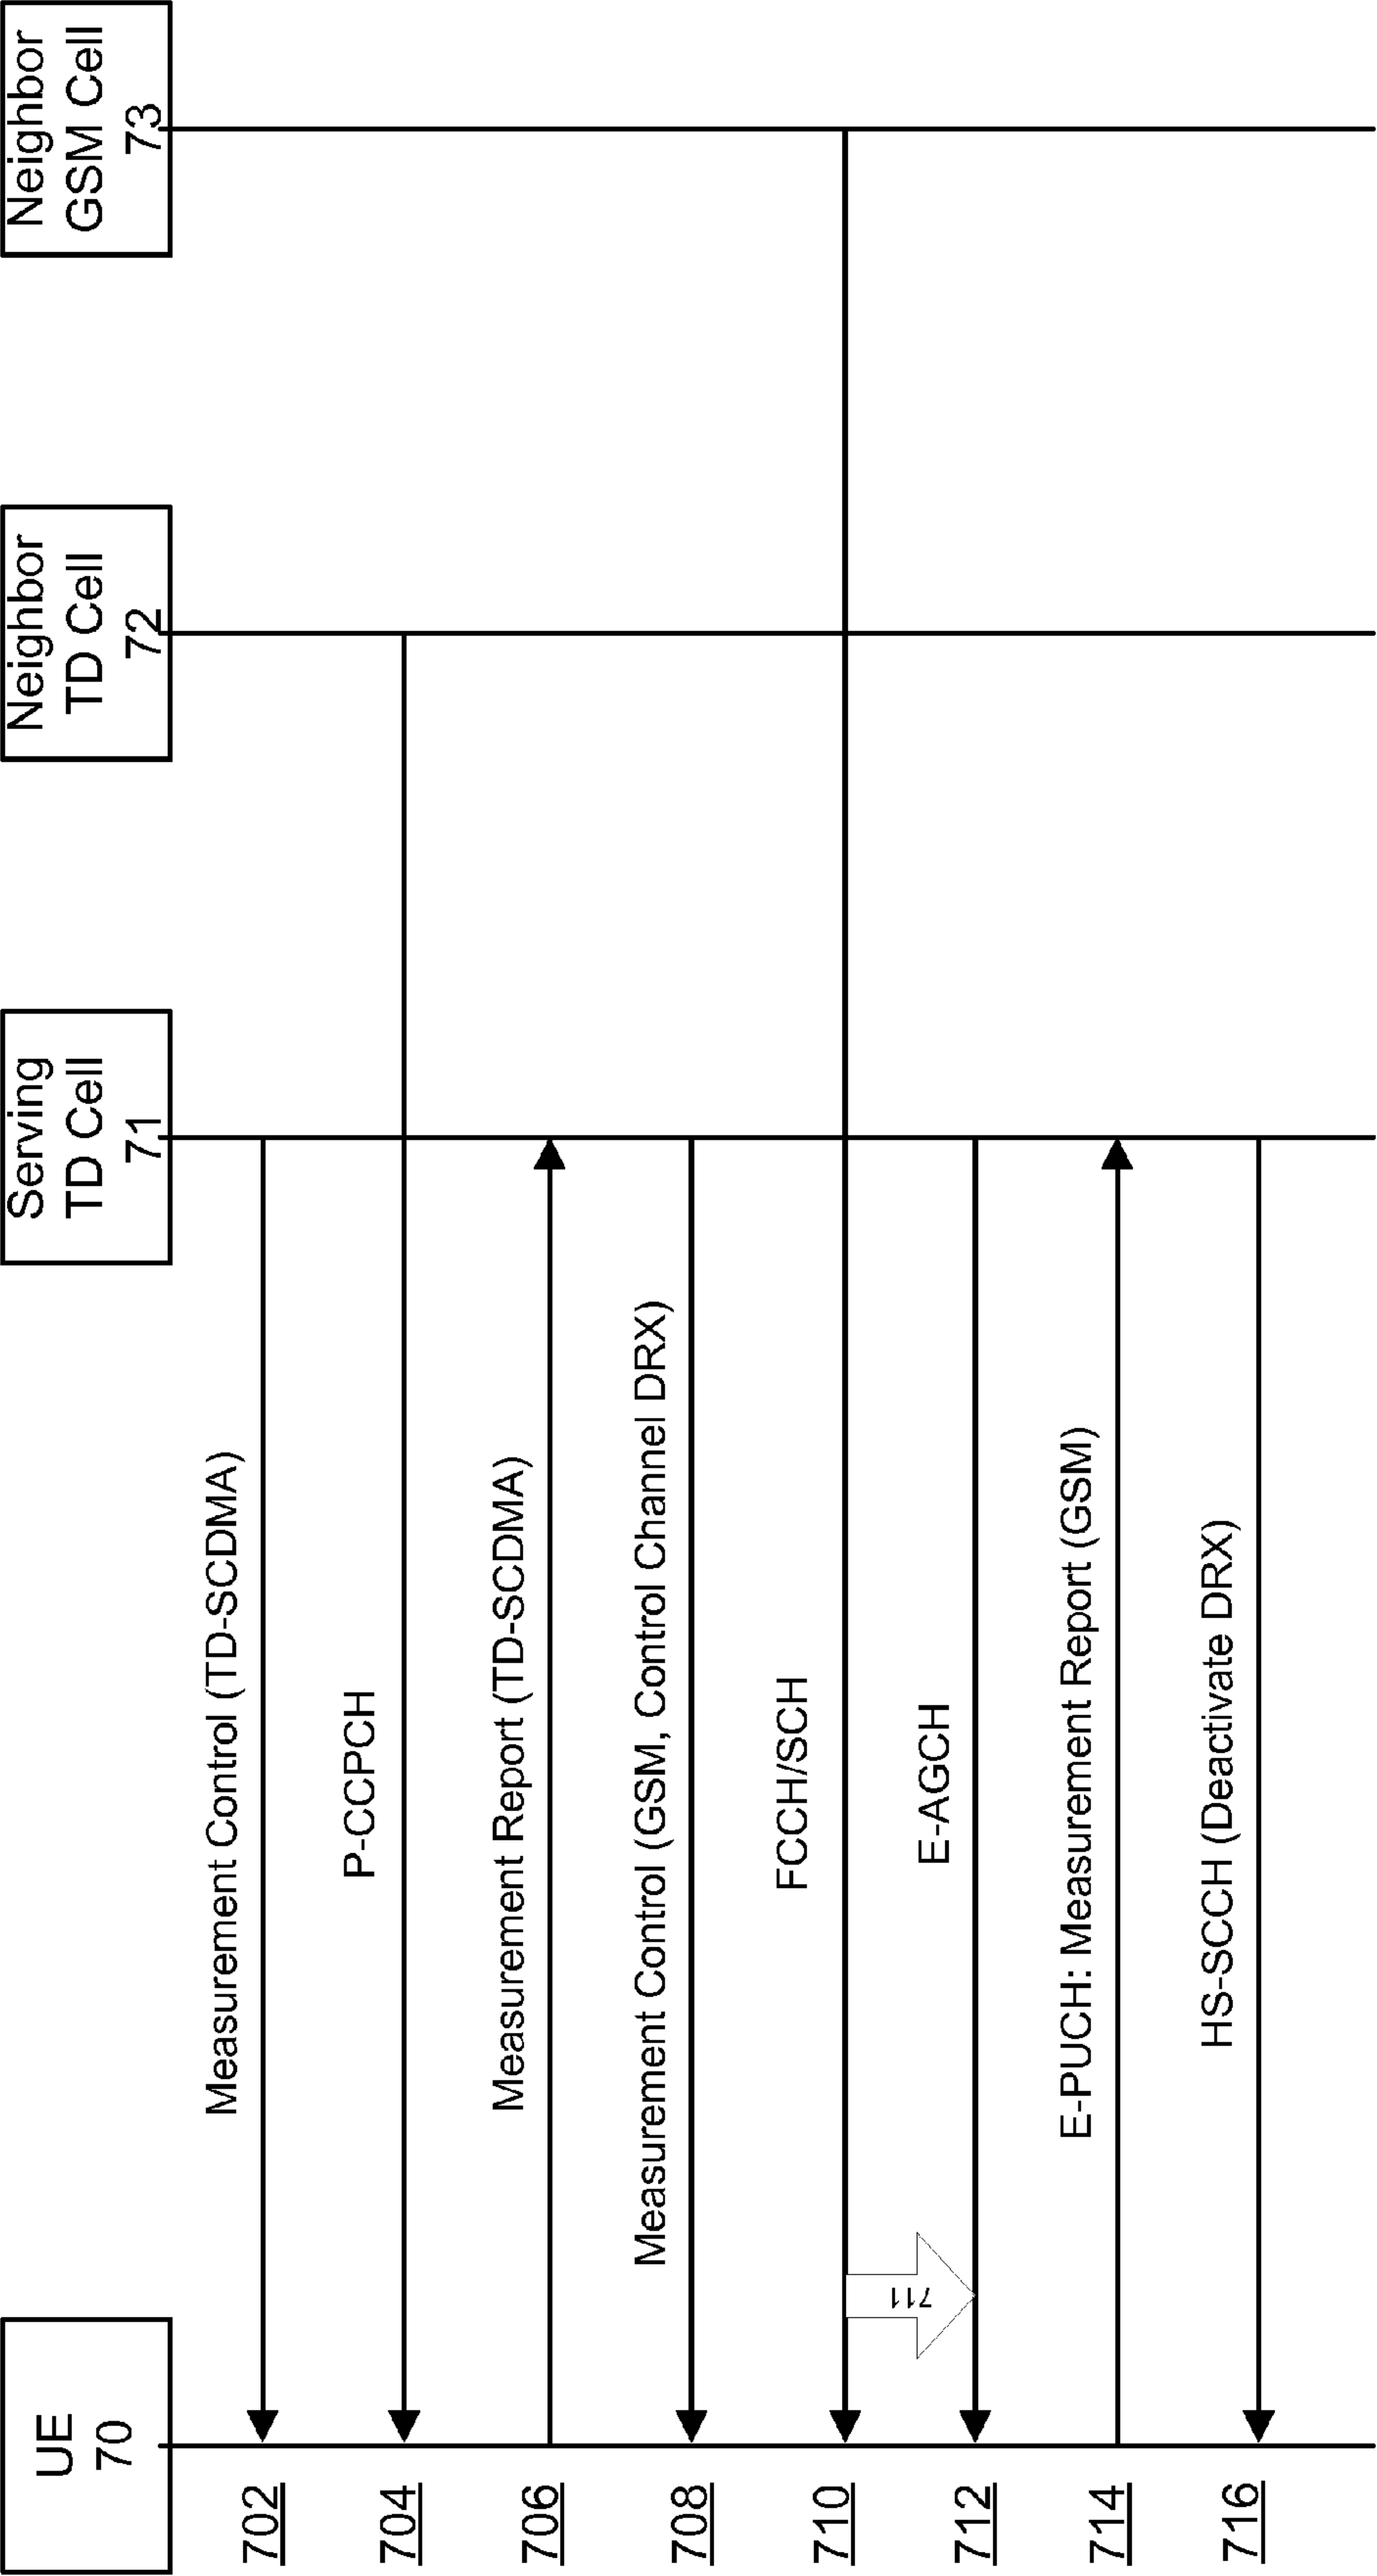 UE
70
Serving
TD Cell
71
Neighbor
TD Cell
72
Neighbor
GSM Cell
73
702
Measurement Control (TD-SCDMA)
704
P-CCPCH
706
Measurement Report (TD-SCDMA)
708
Measurement Control (GSM, Control Channel DRX)
710
FCCH/SCH
711
712
E-AGCH
714
E-PUCH: Measurement Report (GSM)
716
HS-SCCH (Deactivate DRX)